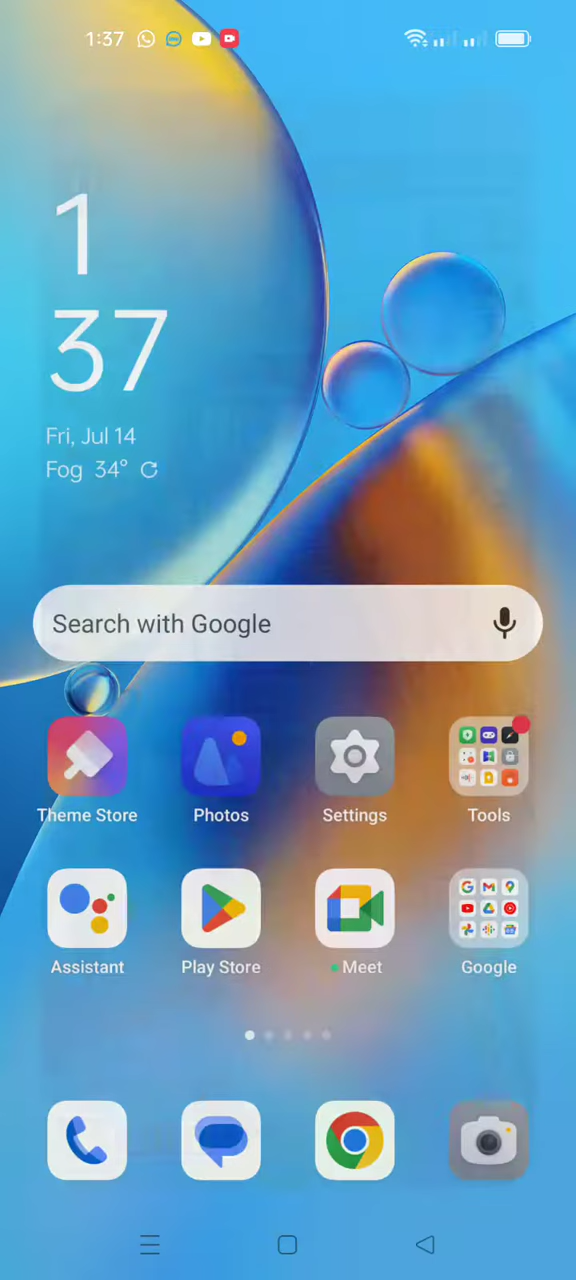 1:37
1
37
Fri, Jul 14
Fog 34°
Search with Google
Theme Store
Photos
Settings
Tools
Assistant
Play Store
Meet
Google